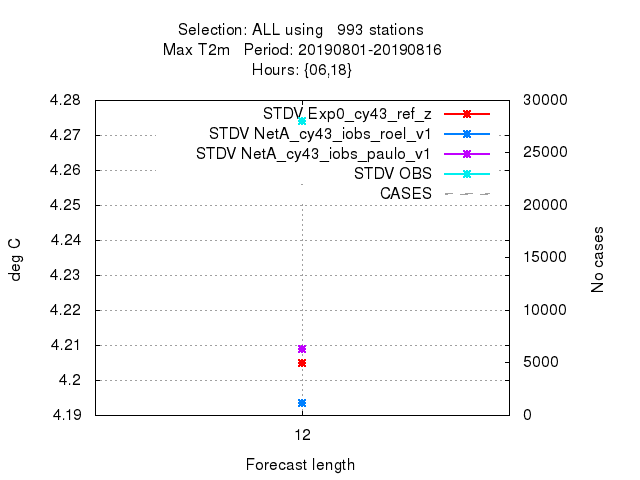 Selection: ALL using 993 stations
Max T2m Period: 20190801-20190816
Hours: {06,18}
4.28
4.27
4.26
4.25
4.24
4.23
4.22
4.21
4.2
4.19
deg C
STDV Exp0_cy43_ref_z
STDV NetA_cy43_iobs_roel_v1
STDV NetA_cy43_iobs_paulo_v1
STDV OBS
CASES
30000
25000
20000
15000
10000
5000
0
No cases
12
Forecast length